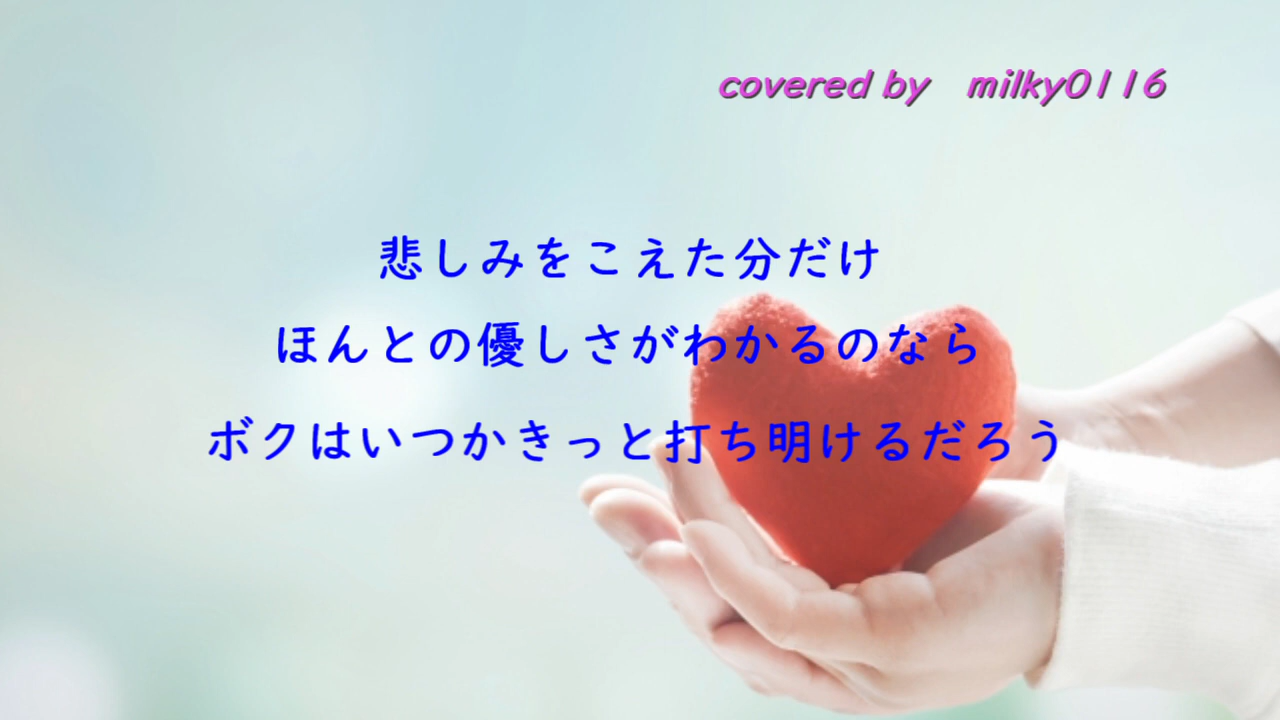 covered by　milky0116
悲しみをこえた分だけ
ほんとの優しさがわかるのなら
ボクはいつかきっと打ち明けるだろう